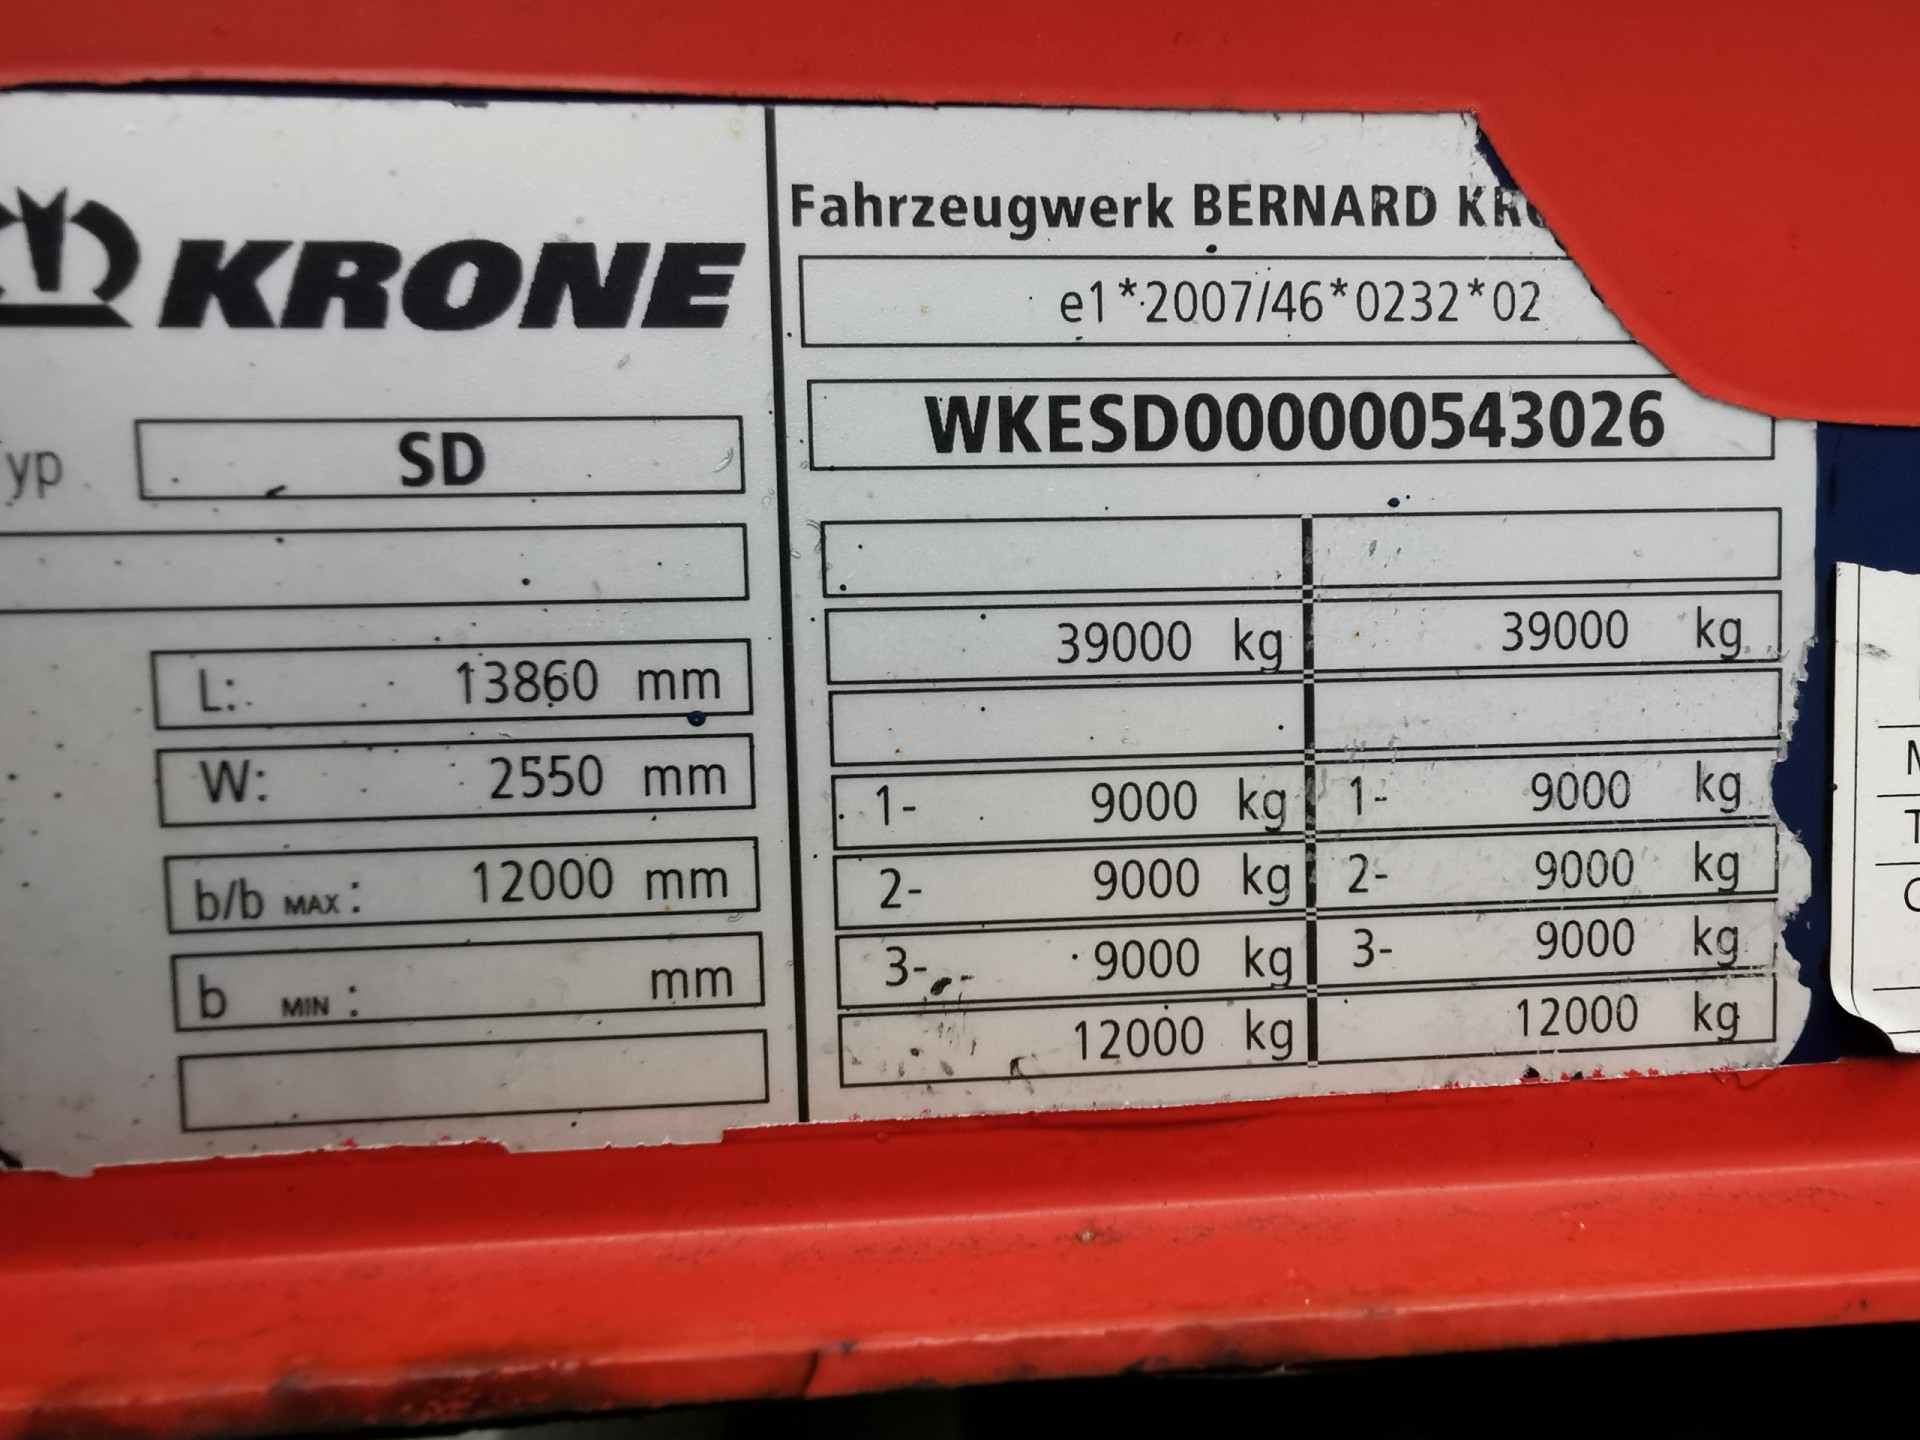 KRONE
yp SD
L: 13860 mm
W: 2550 mm
b/b MAX: 12000 mm
b MIN: mm
Fahrzeugwerk BERNARD KRO
e1*2007/46*0232*02
WKESD000000543026
39000 kg 39000 kg
1- 9000 kg 1- 9000 kg
2- 9000 kg 2- 9000 kg
3- 9000 kg 3- 9000 kg
12000 kg 12000 kg